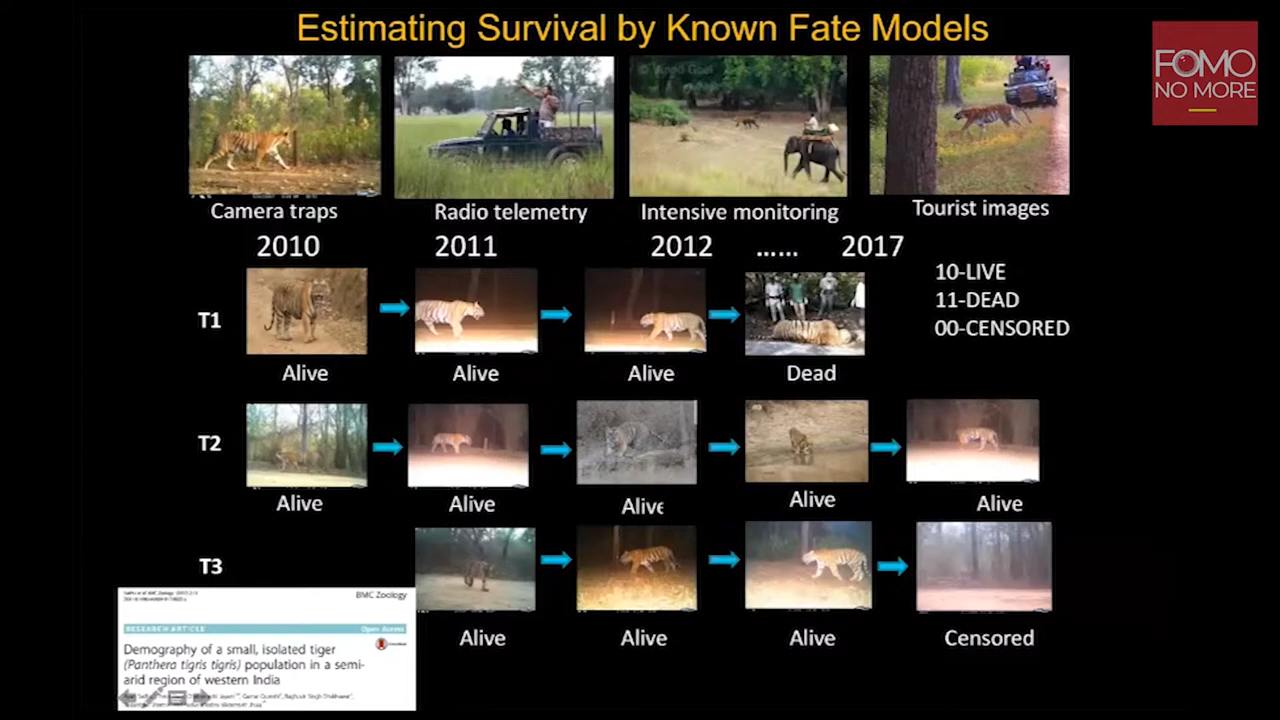 Estimating Survival by Known Fate Models
FOMO
NO MORE
Camera traps
Radio telemetry
Intensive monitoring
Tourist images
2010
2011
2012
......
2017
10-LIVE
11-DEAD
00-CENSORED
T1
Alive
Alive
Alive
Dead
T2
Alive
Alive
Alive
Alive
Alive
T3
Alive
Alive
Alive
Censored
BMC Zoology
RESEARCH ARTICLE
Open Access
Demography of a small, isolated tiger
(Panthera tigris tigris) population in a semi-
arid region of western India